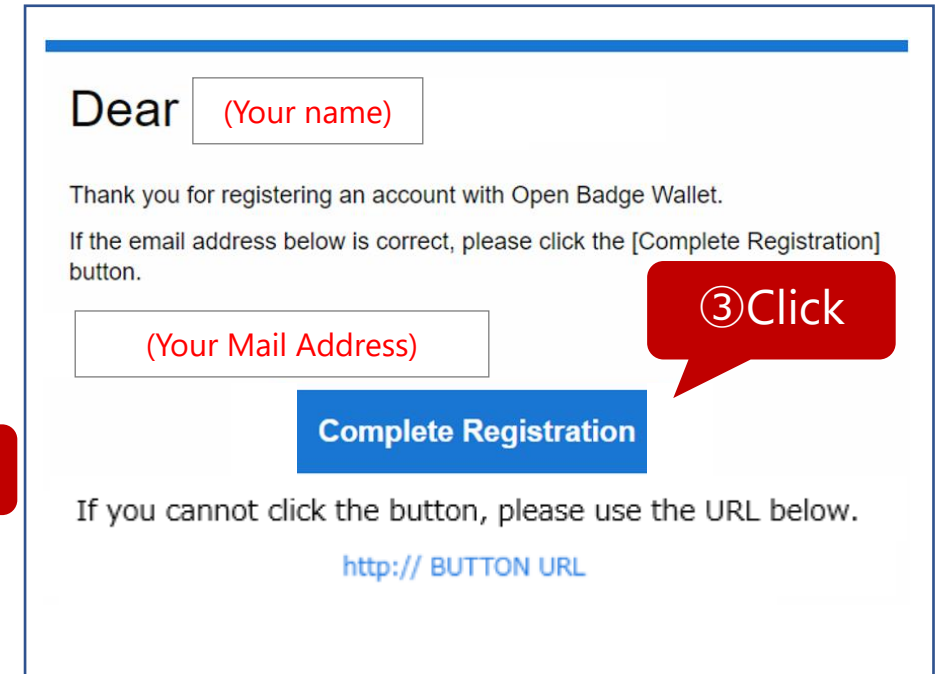 Dear (Your name)
Thank you for registering an account with Open Badge Wallet.
If the email address below is correct, please click the [Complete Registration]
button.
③Click
(Your Mail Address)
Complete Registration
If you cannot click the button, please use the URL below.
http:// BUTTON URL